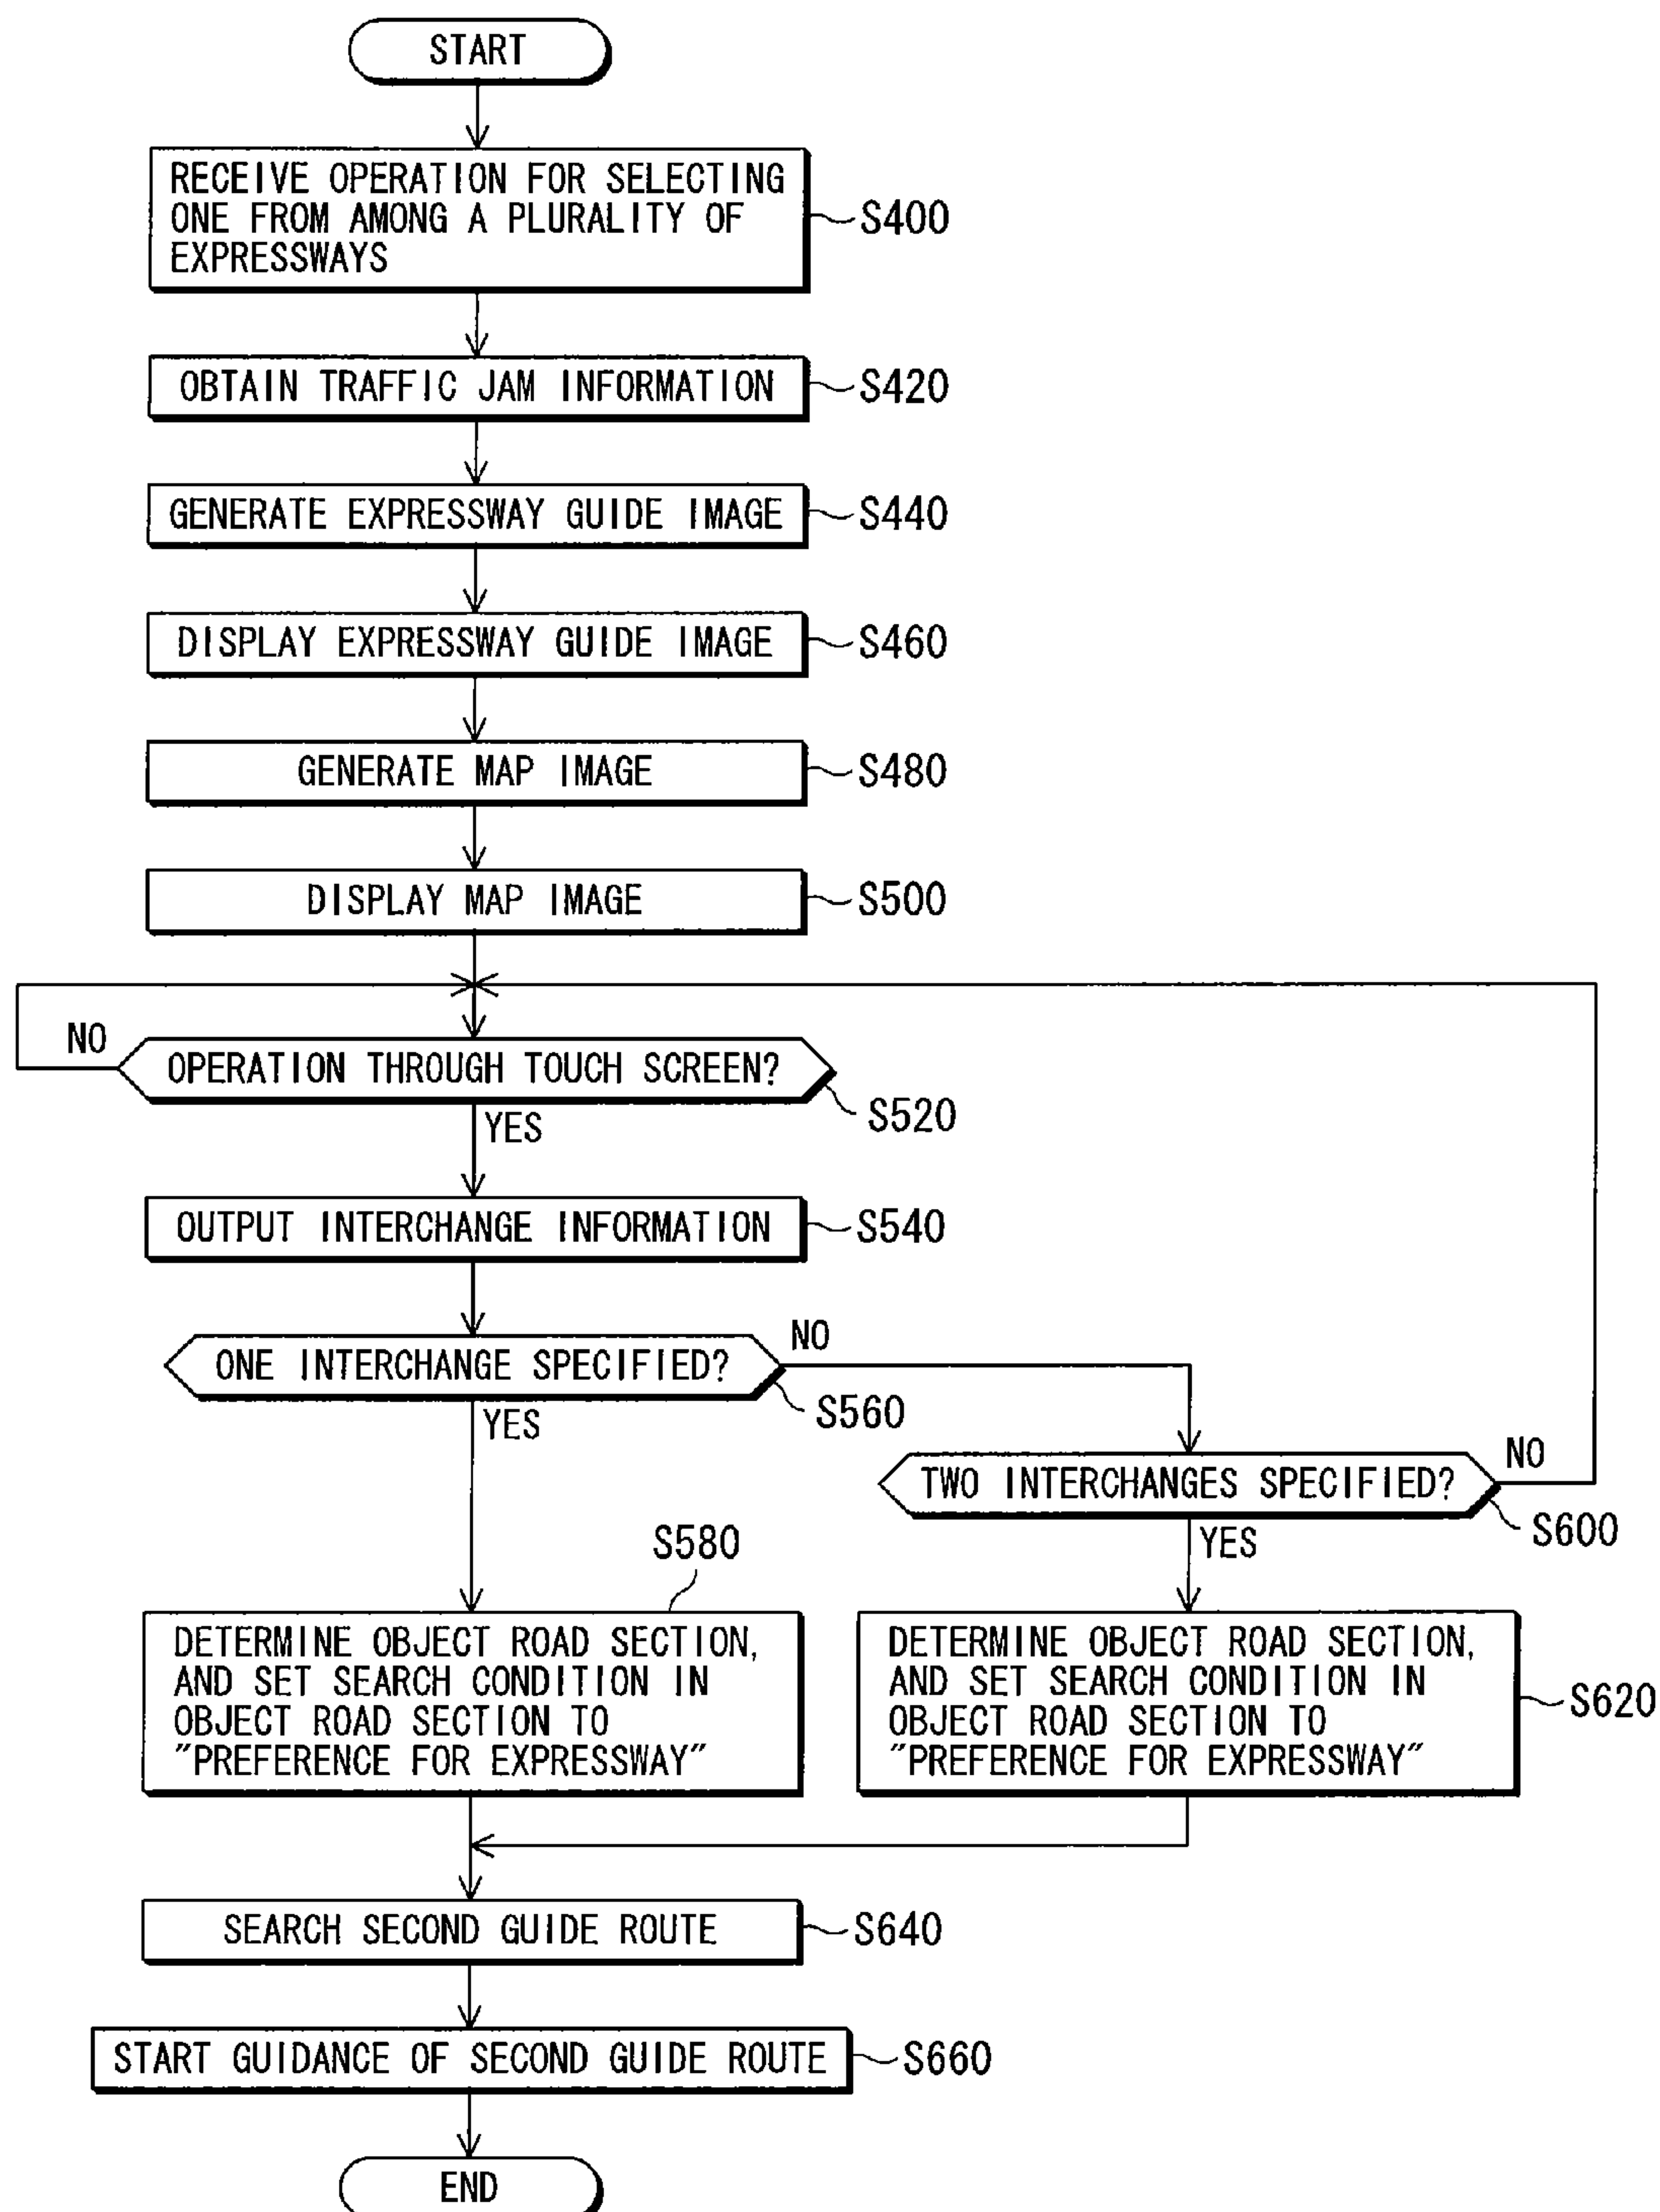 START
RECEIVE OPERATION FOR SELECTING
ONE FROM AMONG A PLURALITY OF
EXPRESSWAYS
S400
OBTAIN TRAFFIC JAM INFORMATION
S420
GENERATE EXPRESSWAY GUIDE IMAGE
S440
DISPLAY EXPRESSWAY GUIDE IMAGE
S460
GENERATE MAP IMAGE
S480
DISPLAY MAP IMAGE
S500
NO
OPERATION THROUGH TOUCH SCREEN?
S520
YES
OUTPUT INTERCHANGE INFORMATION
S540
ONE INTERCHANGE SPECIFIED?
NO
S560
YES
TWO INTERCHANGES SPECIFIED?
NO
S600
YES
S580
DETERMINE OBJECT ROAD SECTION,
AND SET SEARCH CONDITION IN
OBJECT ROAD SECTION TO
"PREFERENCE FOR EXPRESSWAY"
DETERMINE OBJECT ROAD SECTION,
AND SET SEARCH CONDITION IN
OBJECT ROAD SECTION TO
"PREFERENCE FOR EXPRESSWAY"
S620
SEARCH SECOND GUIDE ROUTE
S640
START GUIDANCE OF SECOND GUIDE ROUTE
S660
END